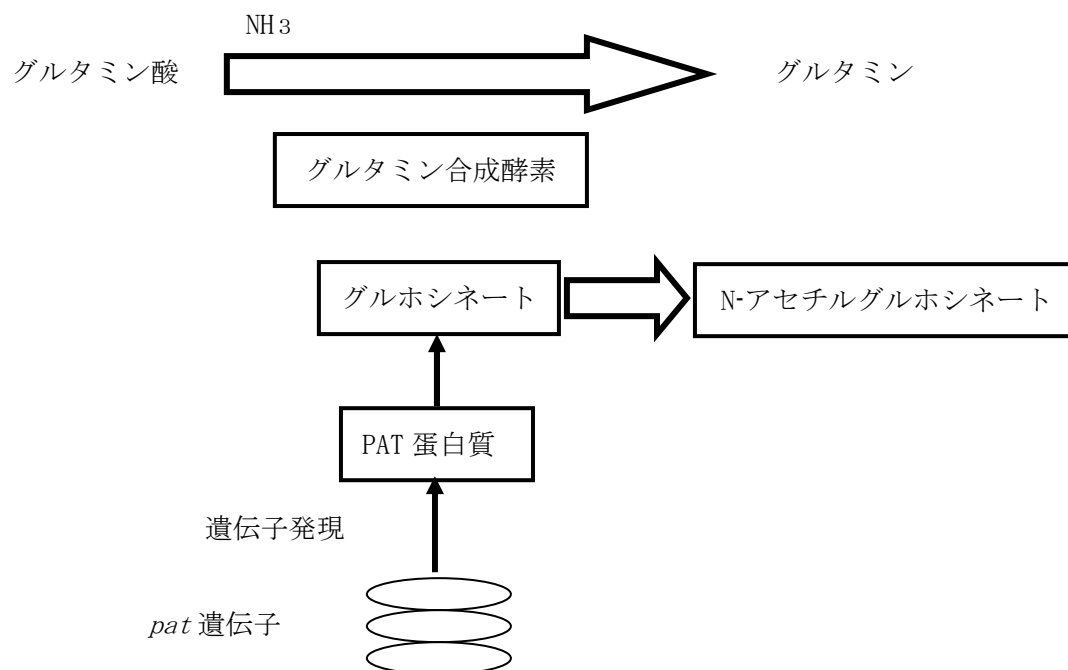 NH3
グルタミン酸
グルタミン
グルタミン合成酵素
グルホシネート
N-アセチルグルホシネート
PAT 蛋白質
遺伝子発現
pat 遺伝子